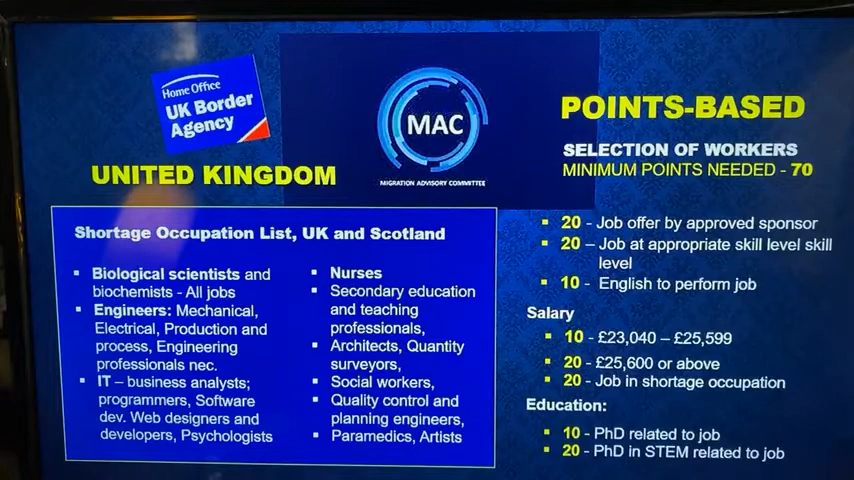 Home Office
UK Border
Agency
MAC
MIGRATION ADVISORY COMMITTEE
UNITED KINGDOM
Shortage Occupation List, UK and Scotland
▪ Biological scientists and
biochemists - All jobs
▪ Engineers: Mechanical,
Electrical, Production and
process, Engineering
professionals nec.
▪ IT – business analysts;
programmers, Software
dev. Web designers and
developers, Psychologists
▪ Nurses
▪ Secondary education
and teaching
professionals,
▪ Architects, Quantity
surveyors,
▪ Social workers,
▪ Quality control and
planning engineers,
▪ Paramedics, Artists
POINTS-BASED
SELECTION OF WORKERS
MINIMUM POINTS NEEDED - 70
▪ 20 - Job offer by approved sponsor
▪ 20 – Job at appropriate skill level skill
level
▪ 10 - English to perform job
Salary
▪ 10 - £23,040 – £25,599
▪ 20 - £25,600 or above
▪ 20 - Job in shortage occupation
Education:
▪ 10 - PhD related to job
▪ 20 - PhD in STEM related to job